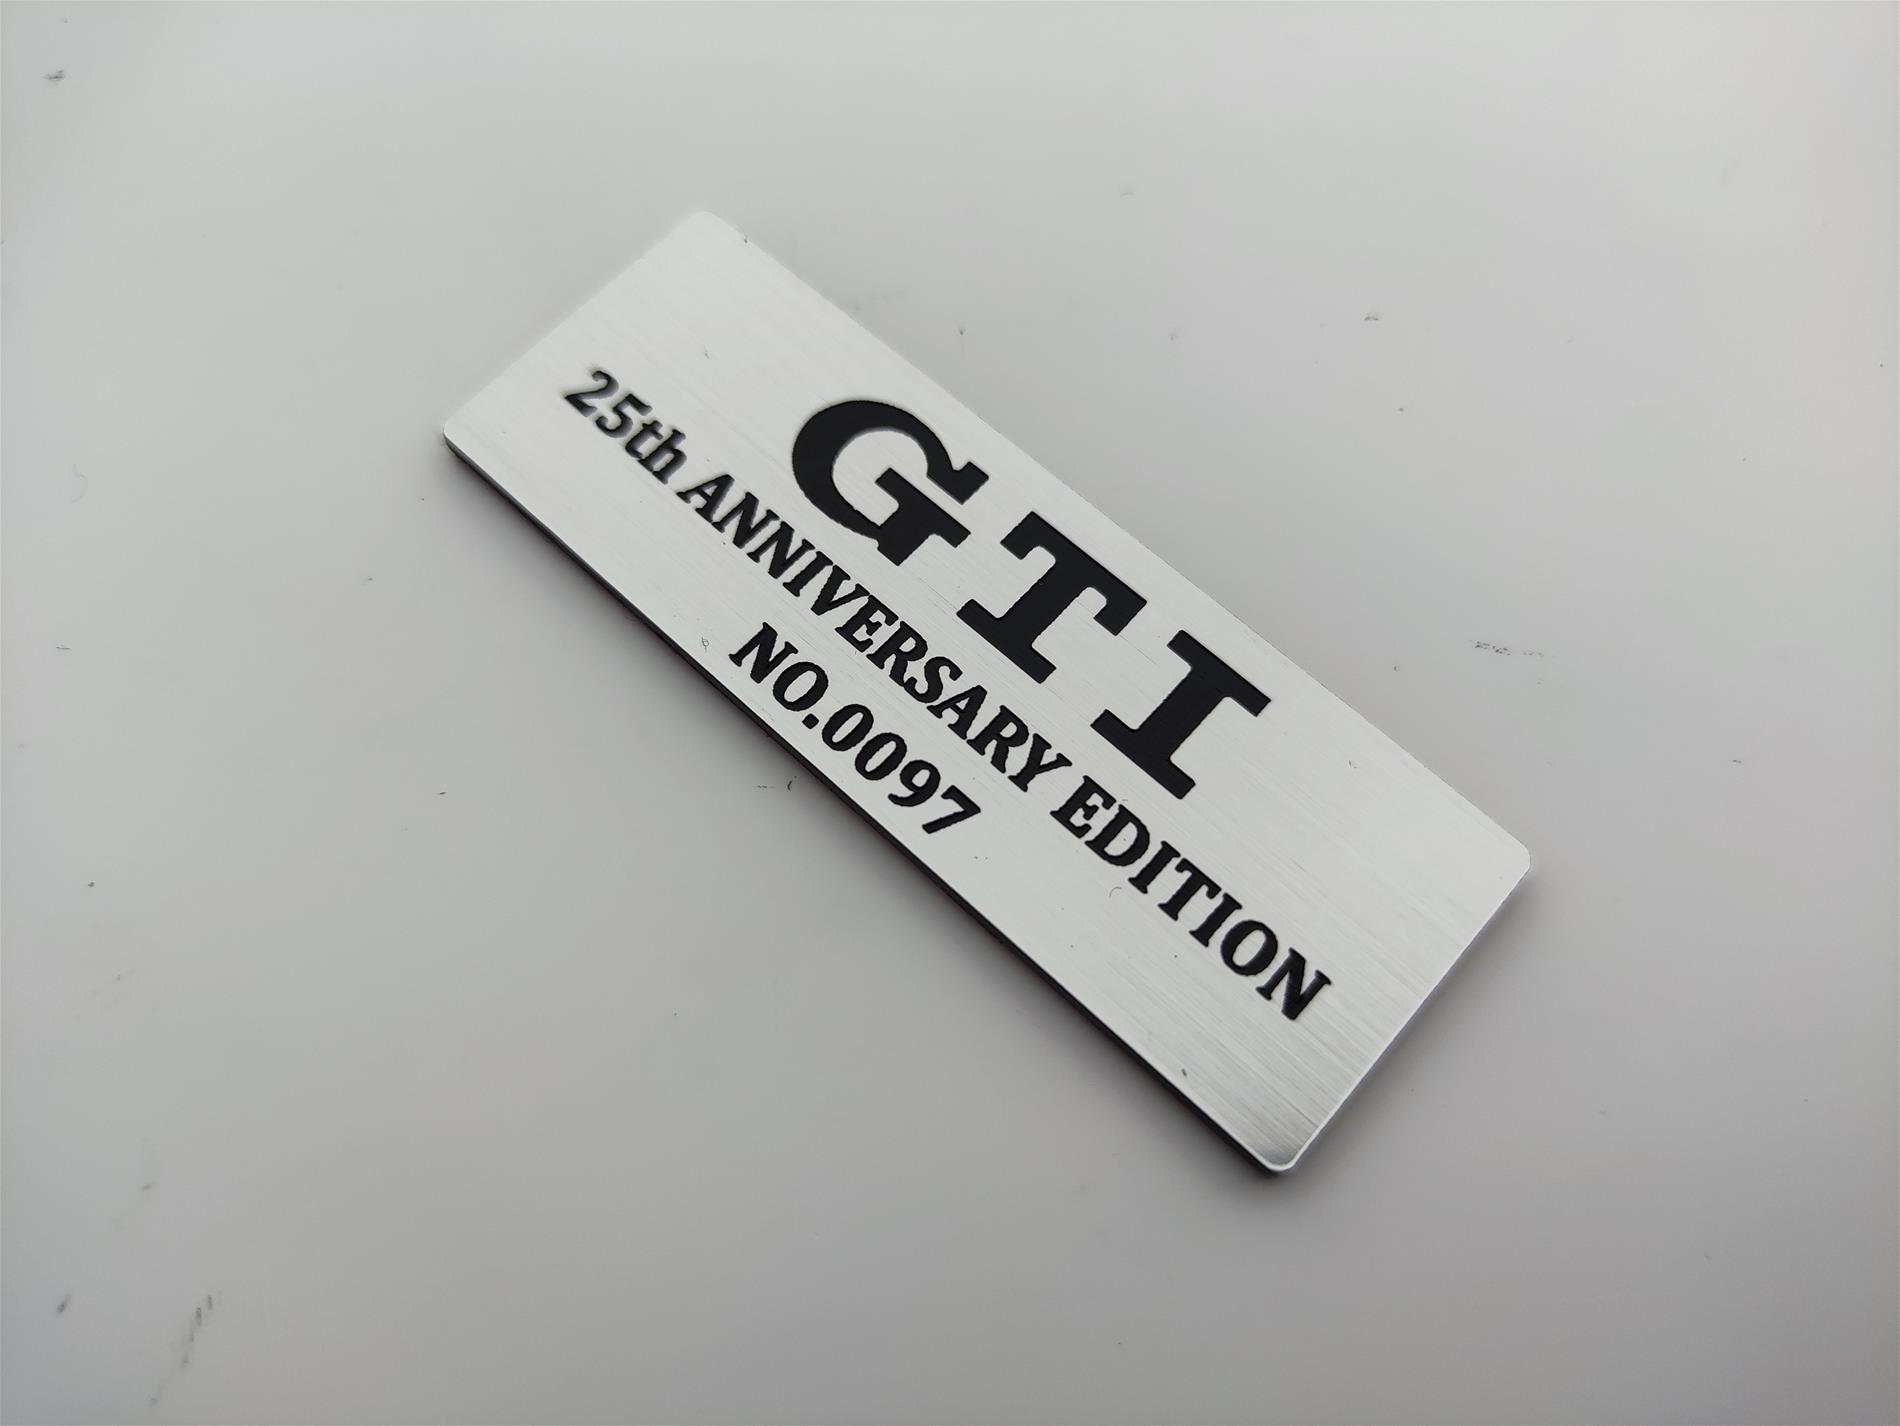 GTI
25th ANNIVERSARY EDITION
NO.0097